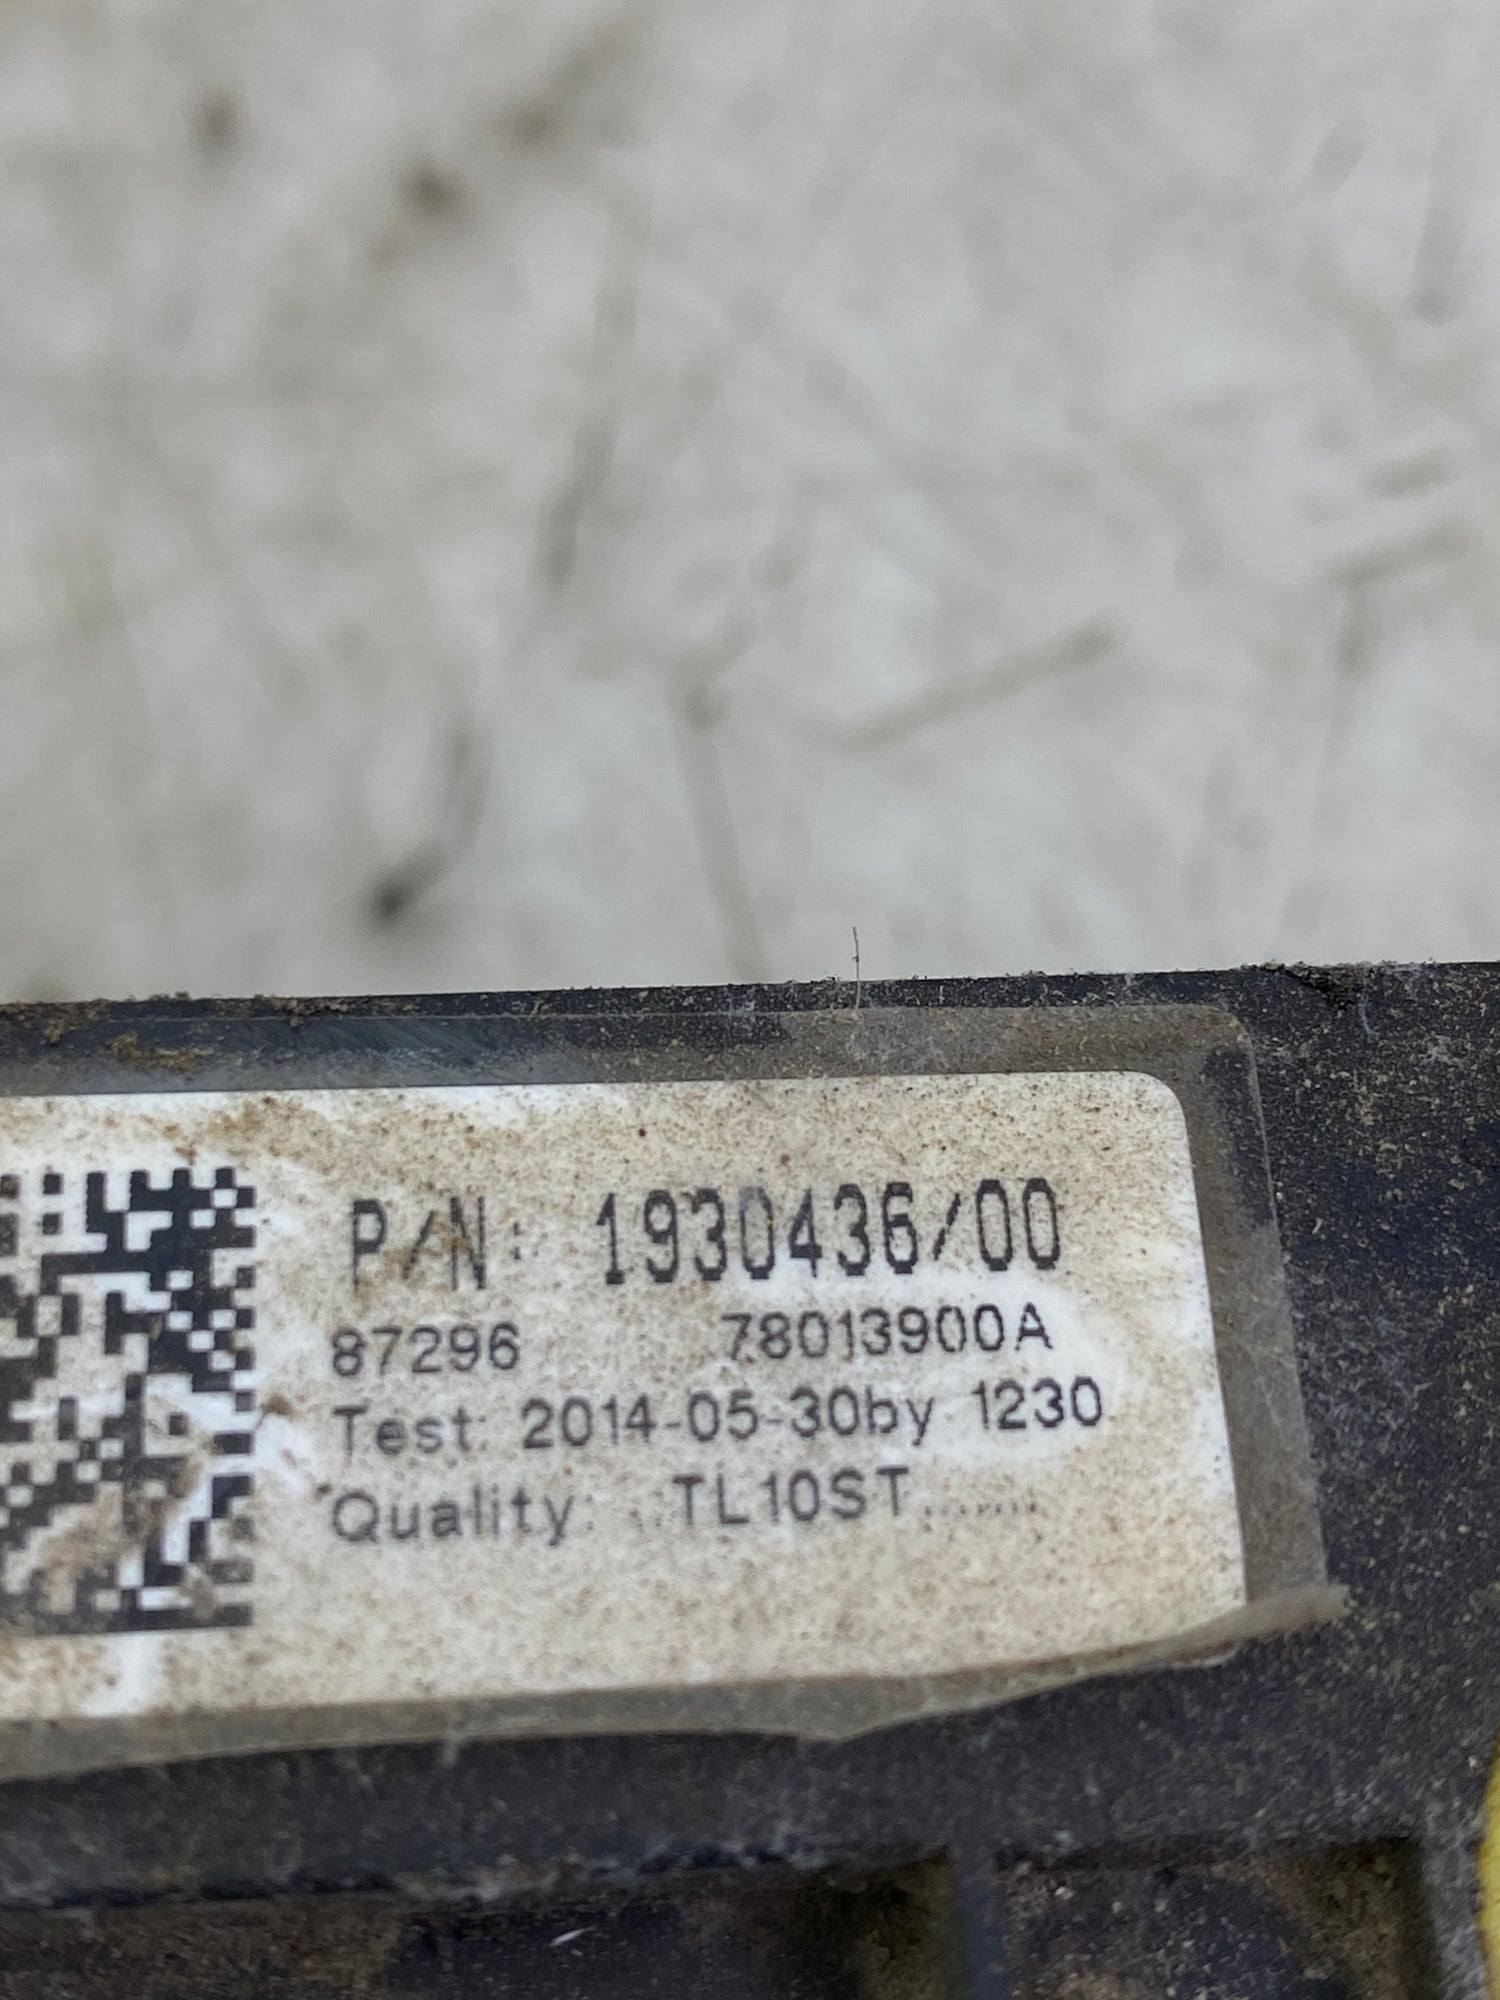 P/N: 1930436/00
87296 78013900A
Test: 2014-05-30by 1230
Quality: ..TL10ST.......